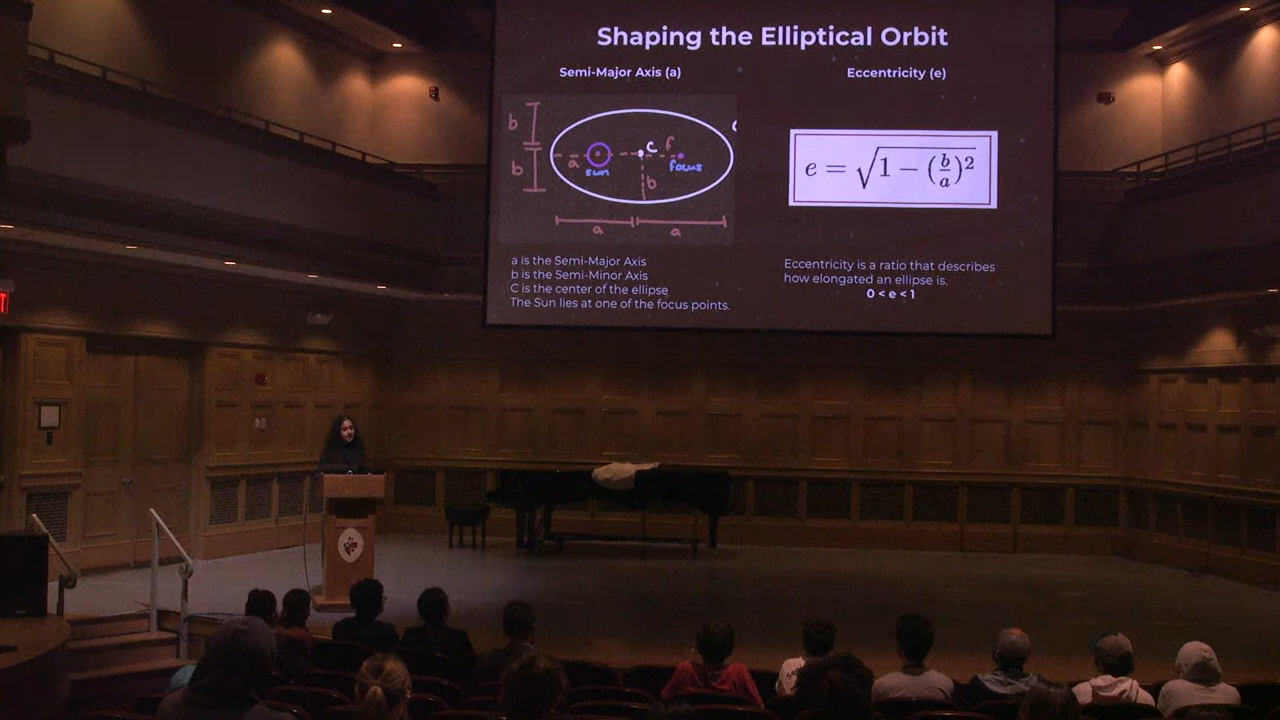 Shaping the Elliptical Orbit
Semi-Major Axis (a)
Eccentricity (e)
b
b
a
sun
c
f
focus
b
a
a
e = √1 − (b/a)2
a is the Semi-Major Axis
b is the Semi-Minor Axis
C is the center of the ellipse
The Sun lies at one of the focus points.
Eccentricity is a ratio that describes
how elongated an ellipse is.
0 < e < 1